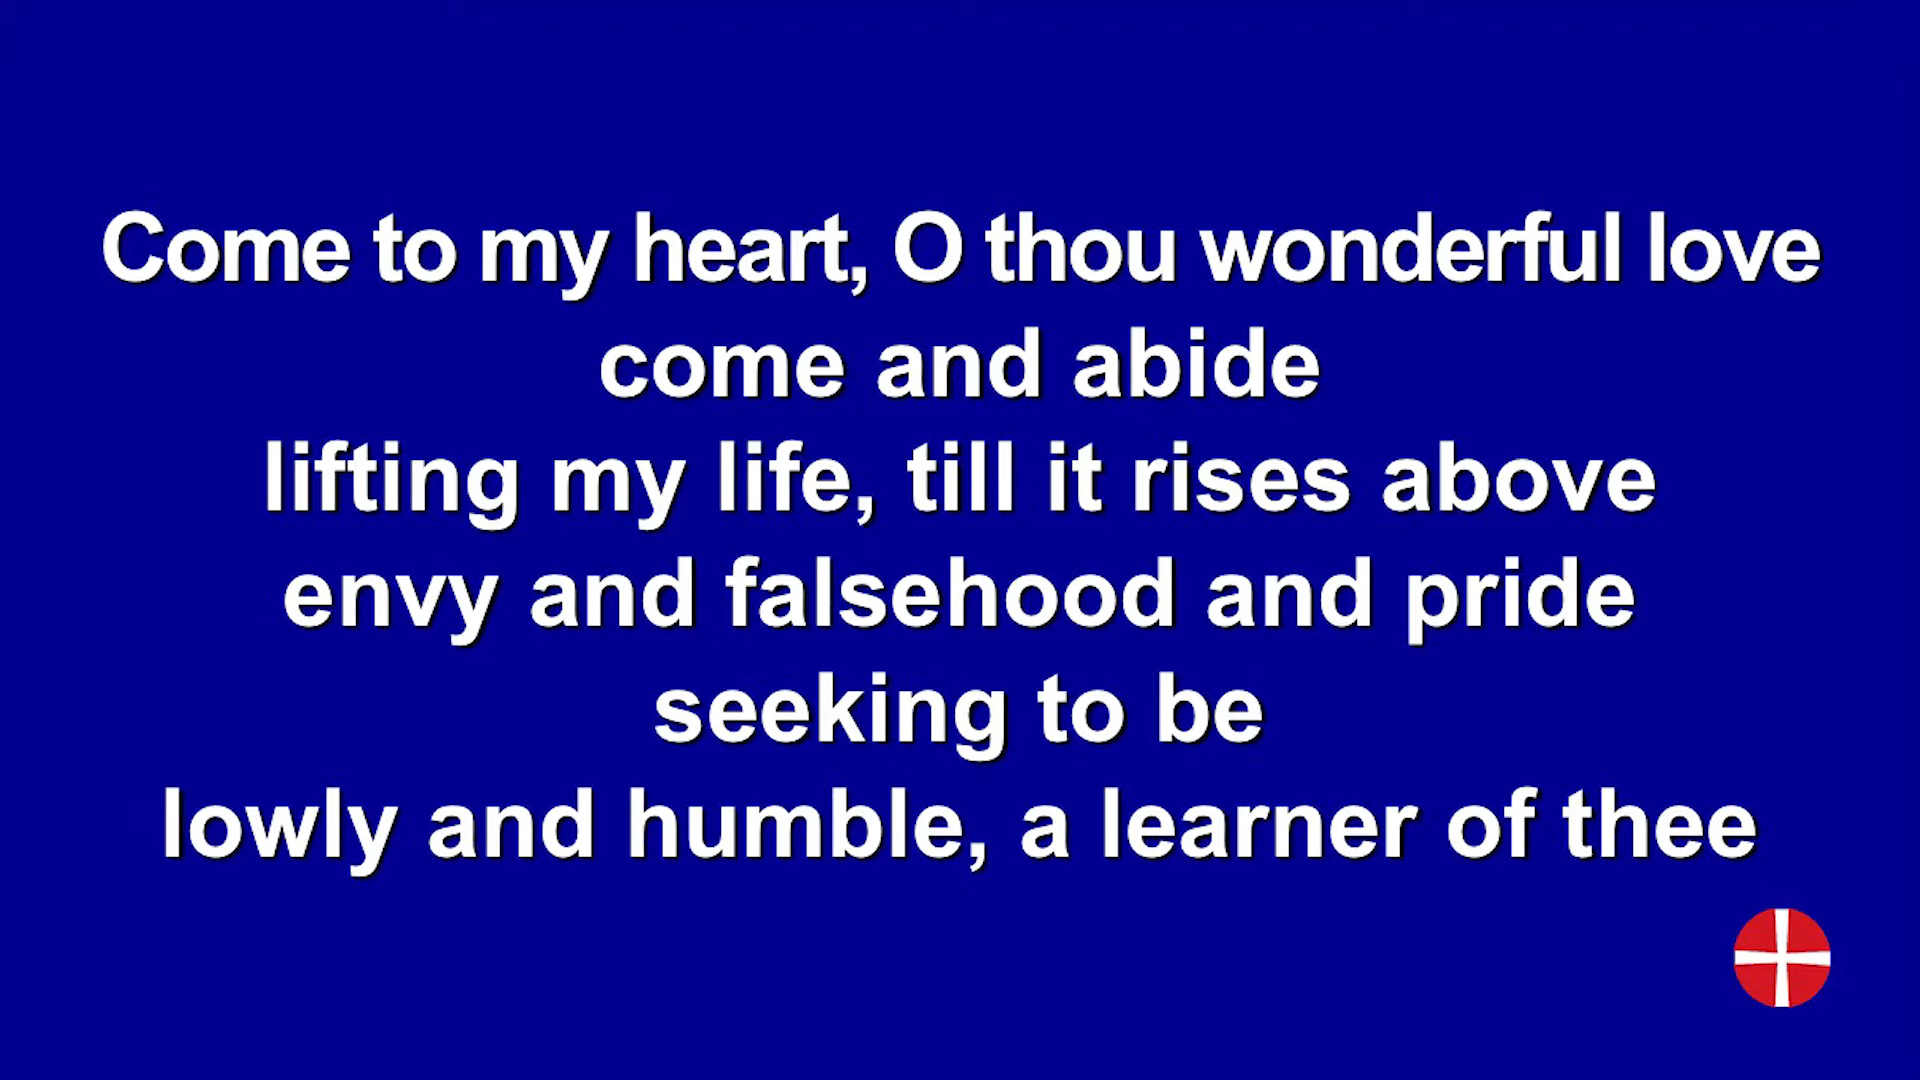 Come to my heart, O thou wonderful love
come and abide
lifting my life, till it rises above
envy and falsehood and pride
seeking to be
lowly and humble, a learner of thee